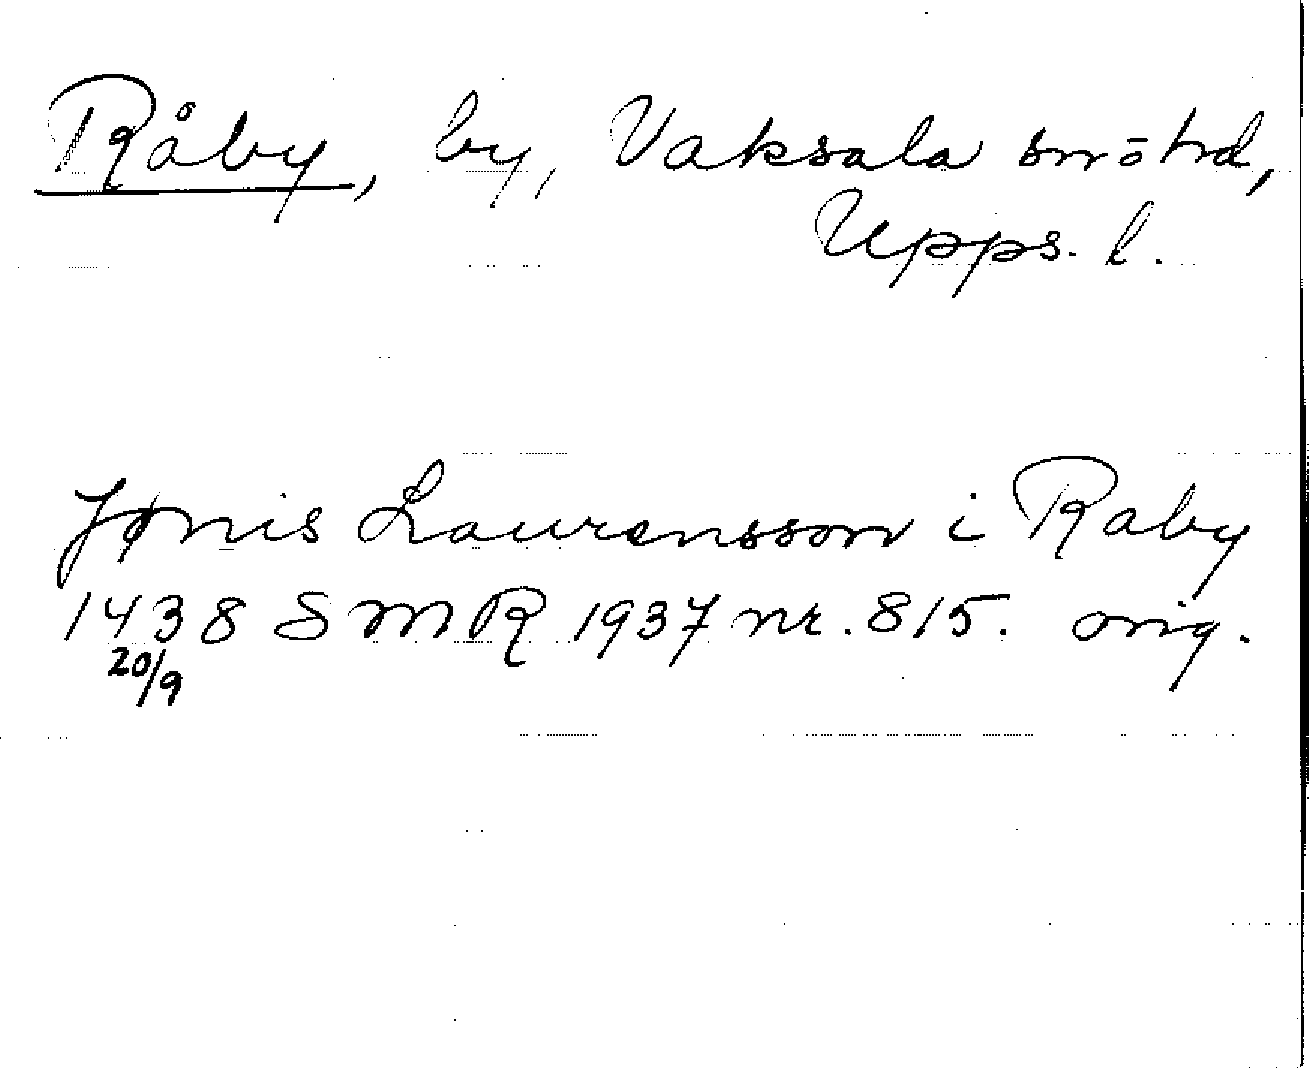 Råby, by, Vaksala sn o hd,
Upps. l.
Jønis Laurensson i Raby
1438 SMR 1937 nr. 815. orig.
20/9